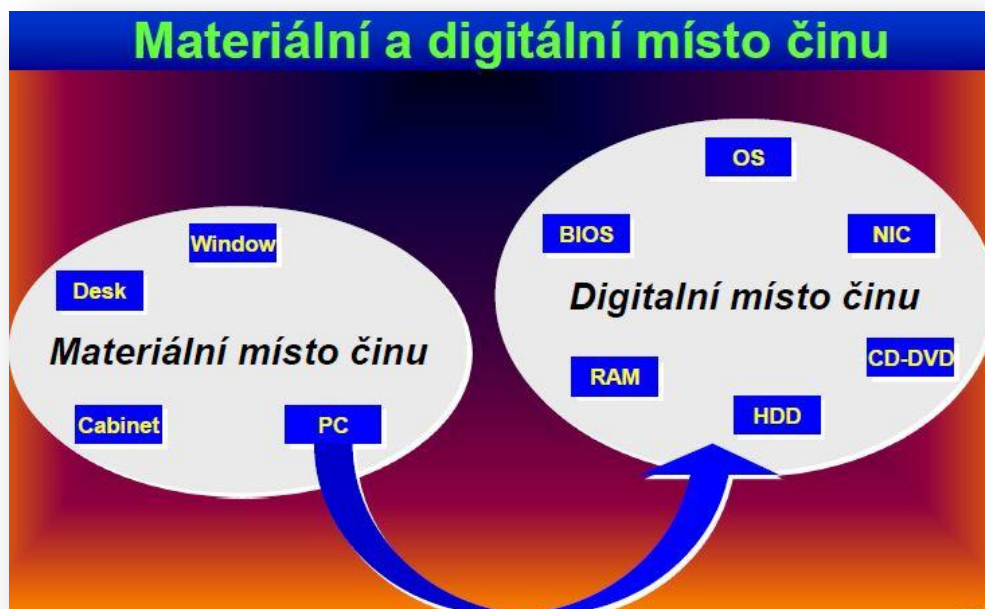 Materiální a digitální místo činu
Window
Desk
Materiální místo činu
Cabinet
PC
OS
BIOS
NIC
Digitalní místo činu
RAM
CD-DVD
HDD